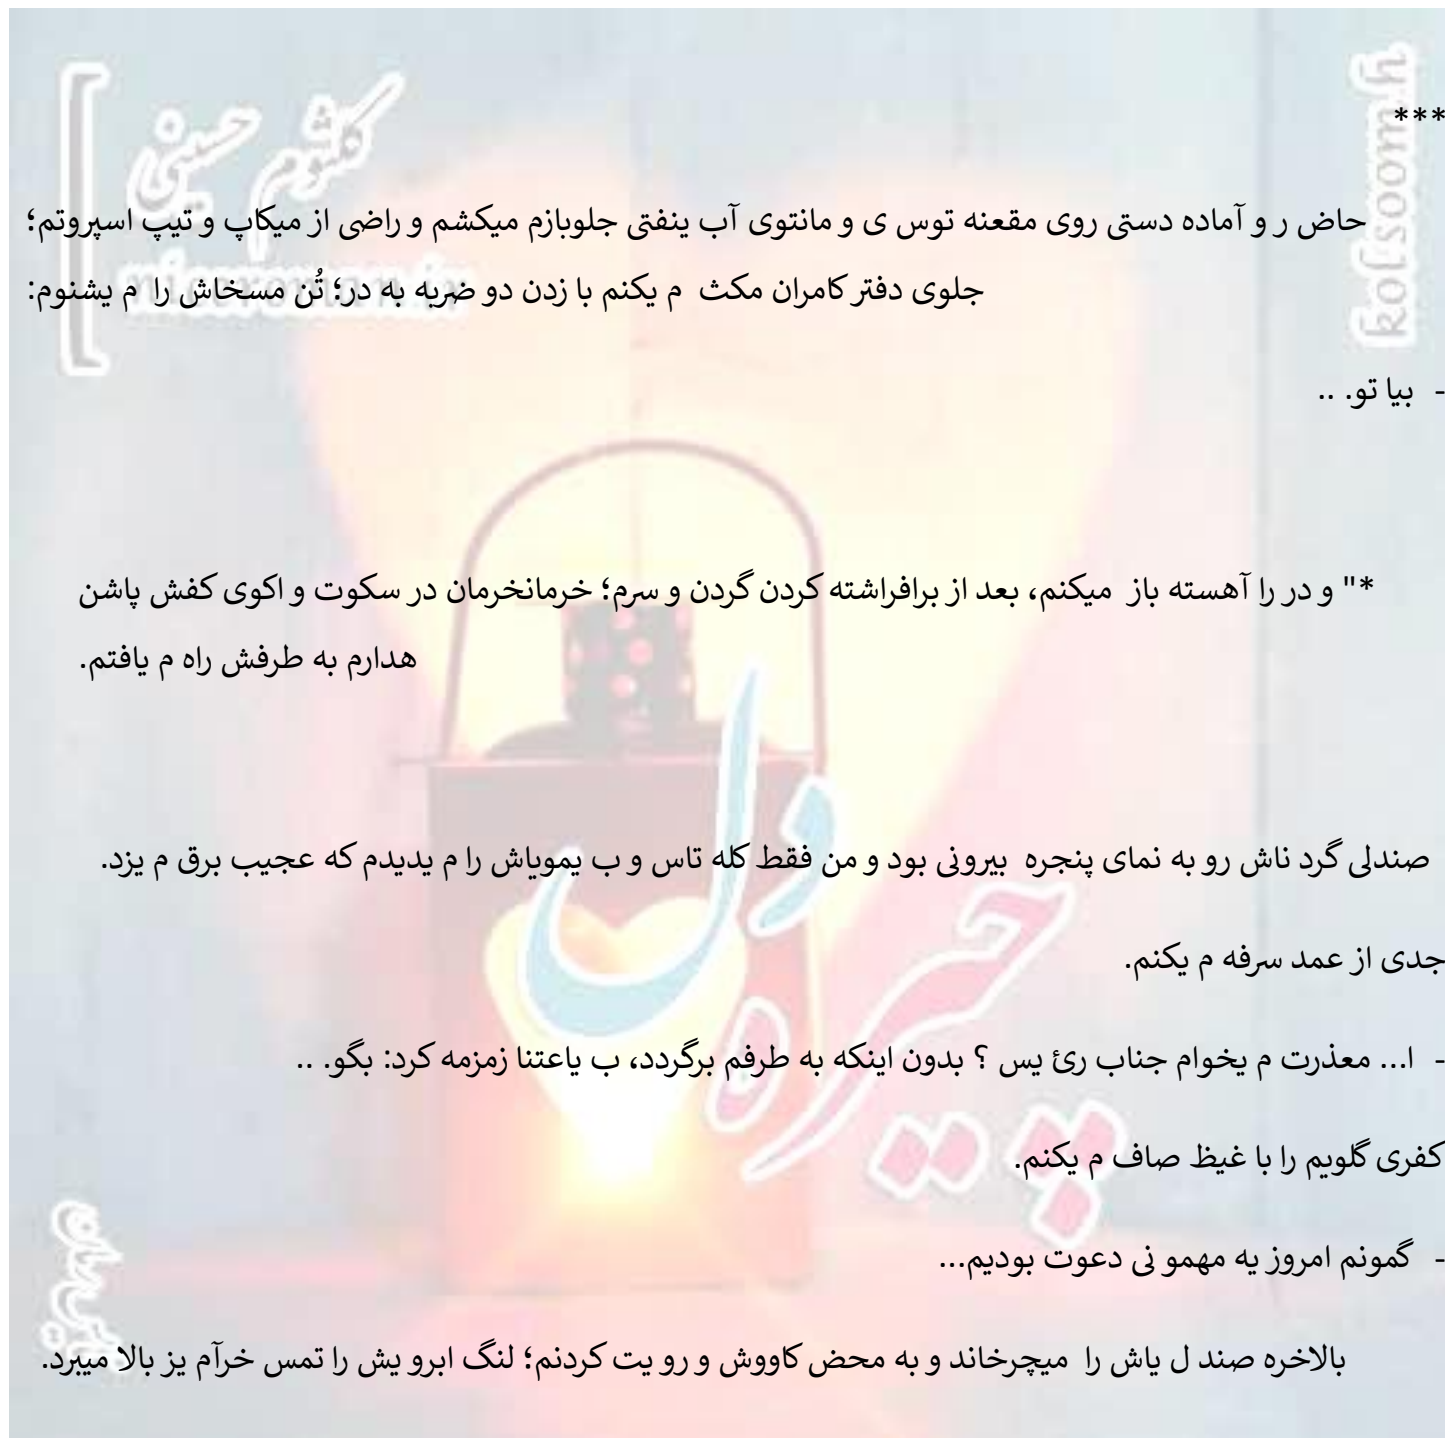 كلثوم حسینی
kolsoom.h
***
حاض ر و آماده دستی روی مقعنه توس ی و مانتوی آب ینفتی جلوبازم میکشم و راضی از میکاپ و تیپ اسپروتم؛
جلوی دفتر کامران مکث م یکنم با زدن دو ضربه به در؛ تُن مسخاش را م یشنوم:
- بیا تو. ..
*" و در را آهسته باز میکنم، بعد از برافراشته کردن گردن و سرم؛ خرمانخرمان در سکوت و اکوی کفش پاشن
هدارم به طرفش راه م یافتم.
صندلی گرد ناش رو به نمای پنجره بیرونی بود و من فقط کله تاس و ب یمویاش را م یدیدم که عجیب برق م یزد.
جدی از عمد سرفه م یکنم.
- ا... معذرت م یخوام جناب رئ یس ؟ بدون اینکه به طرفم برگردد، ب یاعتنا زمزمه کرد: بگو. ..
کفری گلویم را با غیظ صاف م یکنم.
- گمونم امروز یه مهمو نی دعوت بودیم...
بالاخره صند ل یاش را میچرخاند و به محض کاووش و رو یت کردنم؛ لنگ ابرو یش را تمس خرآم یز بالا میبرد.
چیره
دل